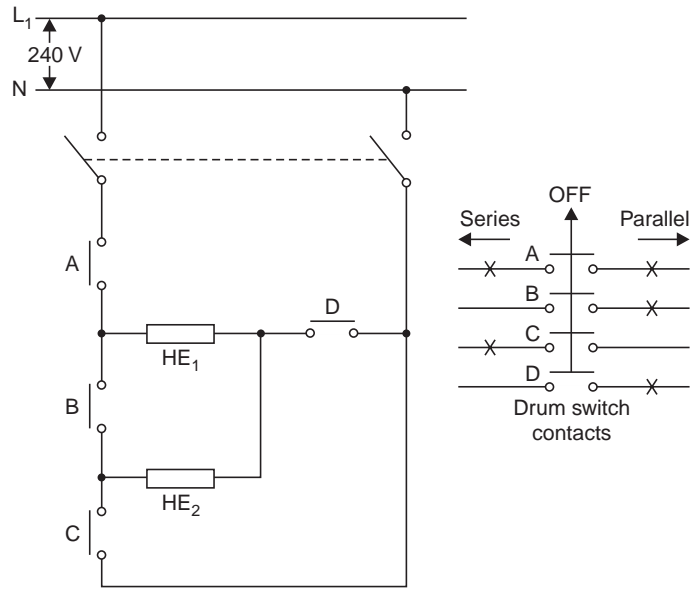 L1
240 V
N
A
HE1
D
B
HE2
C
OFF
Series
Parallel
A
B
C
D
Drum switch
contacts